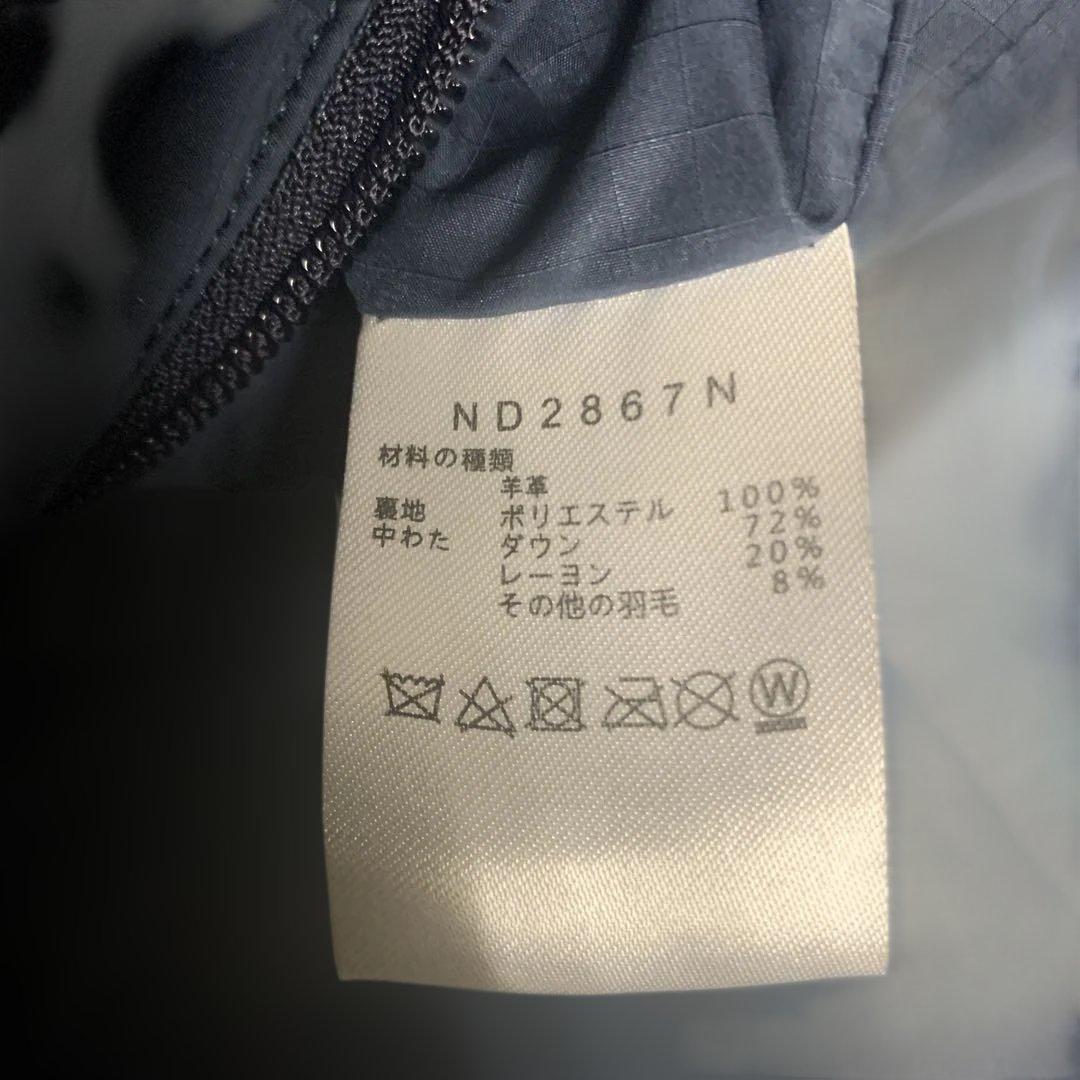 ND2867N
材料の種類
羊革
裏地 ポリエステル 100%
中わた ダウン 72%
レーヨン 20%
その他の羽毛 8%
W